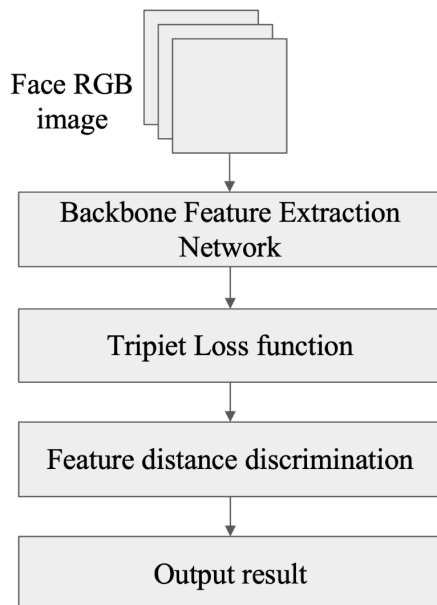 Face RGB
image
Backbone Feature Extraction
Network
Tripiet Loss function
Feature distance discrimination
Output result